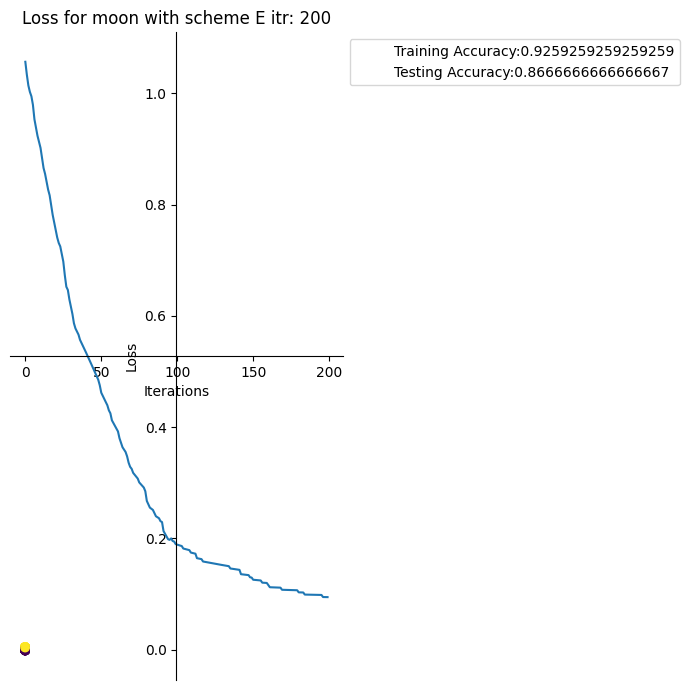 Loss for moon with scheme E itr: 200
Training Accuracy:0.9259259259259259
Testing Accuracy:0.8666666666666667
1.0
0.8
0.6
Loss
0 50 100 150 200
Iterations
0.4
0.2
0.0